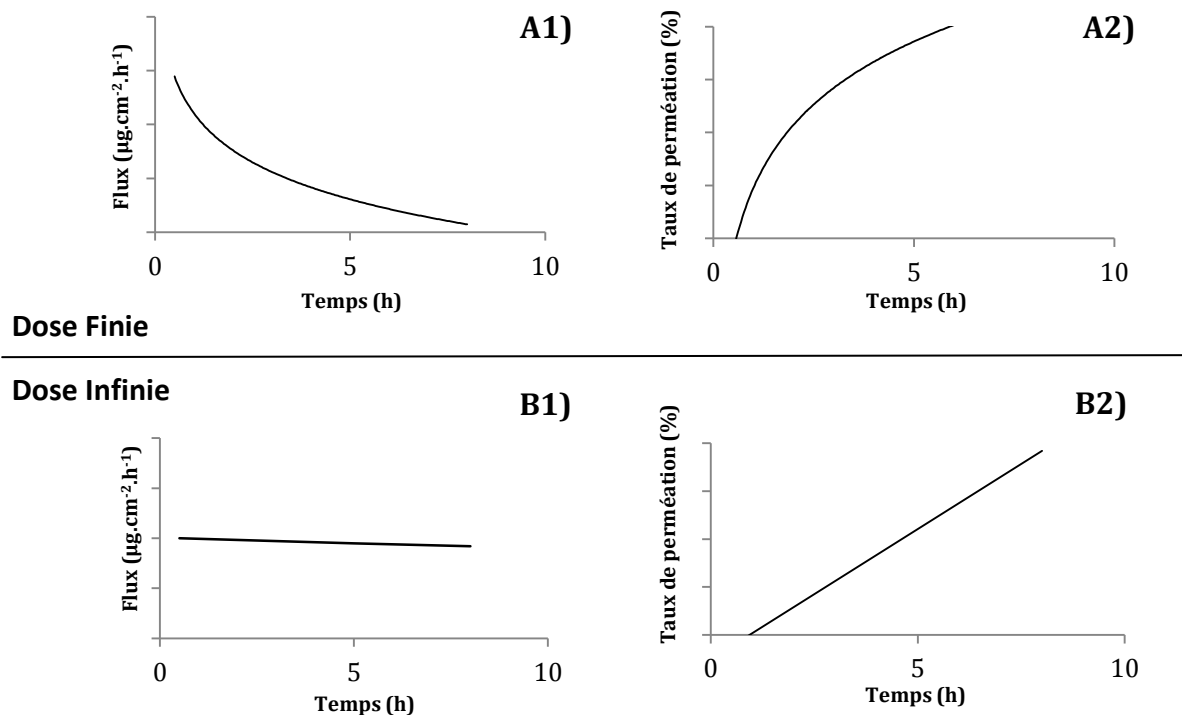 A1)
Flux (µg.cm-2.h-1)
0
5
10
Temps (h)
A2)
Taux de perméation (%)
0
5
10
Temps (h)
Dose Finie
Dose Infinie
B1)
Flux (µg.cm-2.h-1)
0
5
10
Temps (h)
B2)
Taux de perméation (%)
0
5
10
Temps (h)